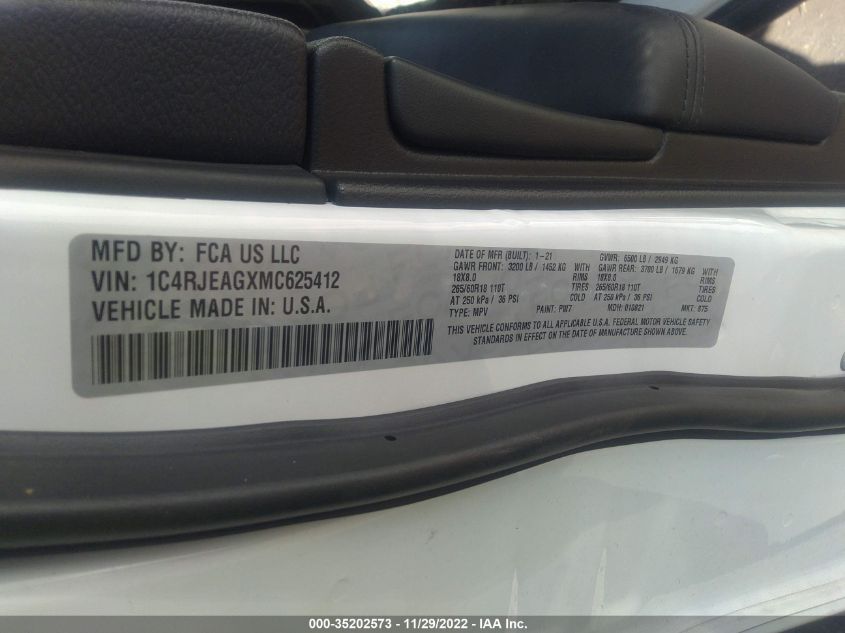 MFD BY: FCA US LLC
VIN: 1C4RJEAGXMC625412
VEHICLE MADE IN: U.S.A.
DATE OF MFR (BUILT): 1-21 GVWR: 6500 LB / 2949 KG
GAWR FRONT: 3200 LB / 1452 KG WITH GAWR REAR: 3700 LB / 1679 KG WITH
18X8.0 RIMS 18X8.0 RIMS
265/60R18 110T TIRES 265/60R18 110T TIRES
AT 250 kPa / 36 PSI COLD AT 250 kPa / 36 PSI COLD
TYPE: MPV PAINT: PW7 MDH: MKT:
THIS VEHICLE CONFORMS TO ALL APPLICABLE U.S.A. FEDERAL MOTOR VEHICLE SAFETY
STANDARDS IN EFFECT ON THE DATE OF MANUFACTURE SHOWN ABOVE.
000-35202573 - 11/29/2022 - IAA Inc.